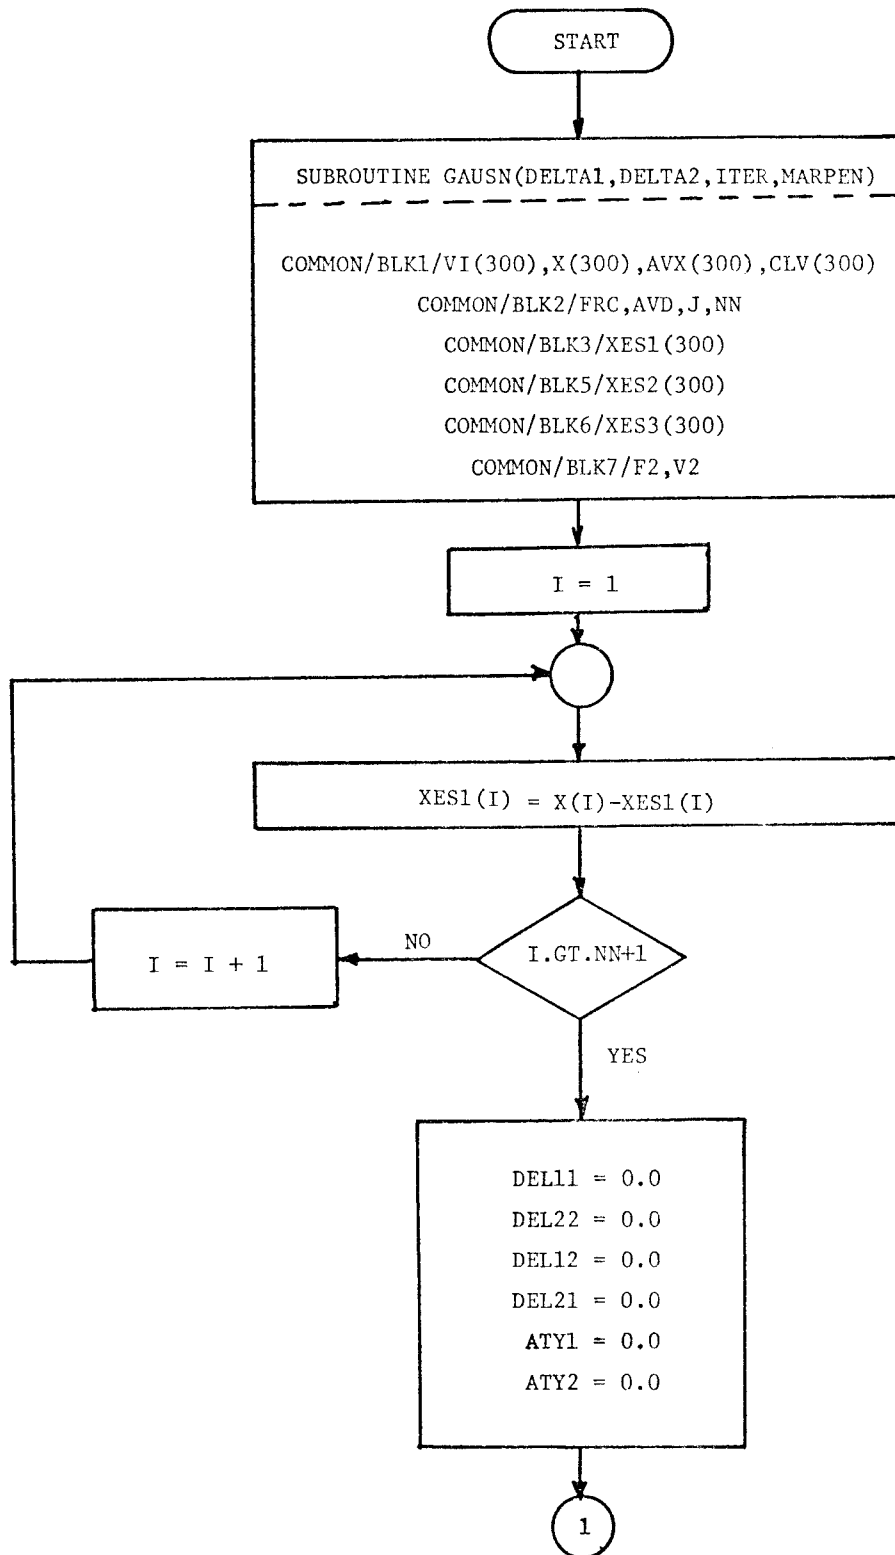 START
SUBROUTINE GAUSN(DELTA1,DELTA2,ITER,MARPEN)
COMMON/BLK1/VI(300),X(300),AVX(300),CLV(300)
COMMON/BLK2/FRC,AVD,J,NN
COMMON/BLK3/XES1(300)
COMMON/BLK5/XES2(300)
COMMON/BLK6/XES3(300)
COMMON/BLK7/F2,V2
I = 1
XES1(I) = X(I)-XES1(I)
I.GT.NN+1
NO
I = I + 1
YES
DEL11 = 0.0
DEL22 = 0.0
DEL12 = 0.0
DEL21 = 0.0
ATY1 = 0.0
ATY2 = 0.0
1